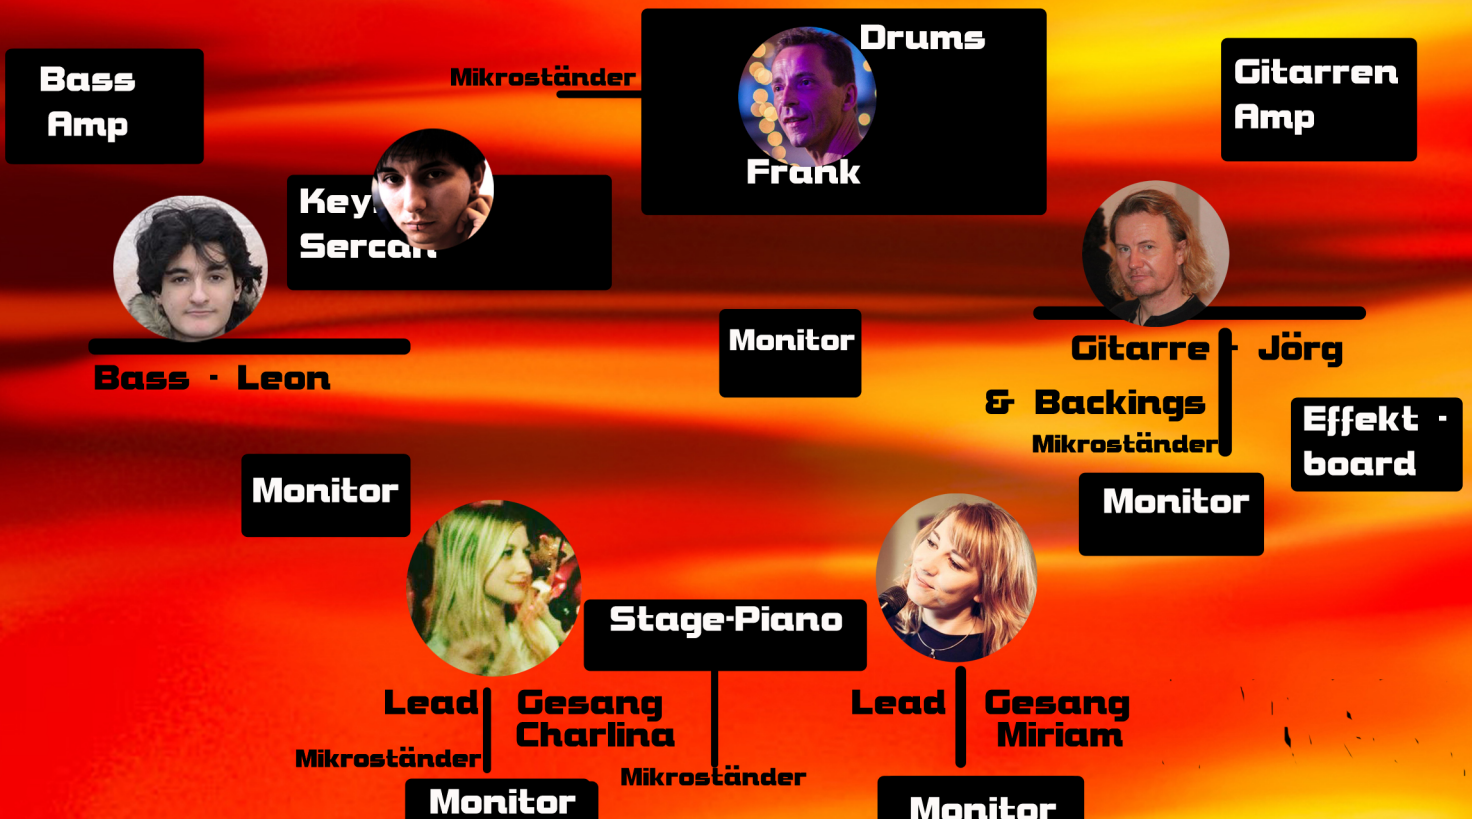 Drums
Bass
Amp
Mikroständer
Gitarren
Amp
Frank
Key
Sercan
Monitor
Gitarre - Jörg
Bass - Leon
& Backings
Mikroständer
Effekt -
board
Monitor
Monitor
Stage-Piano
Lead Gesang
Charlina
Lead Gesang
Miriam
Mikroständer
Mikroständer
Monitor
Monitor